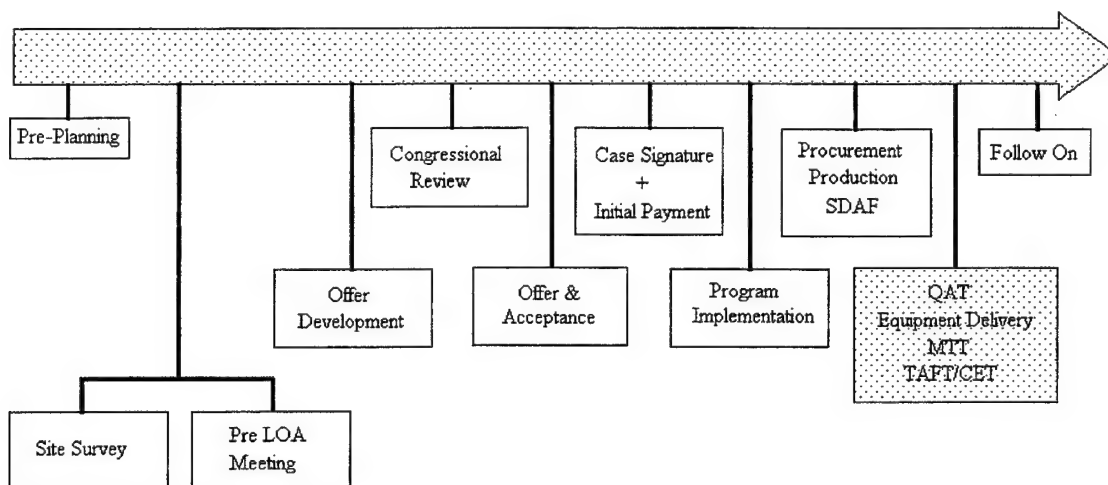 Pre-Planning
Site Survey
Pre LOA
Meeting
Offer
Development
Congressional
Review
Offer &
Acceptance
Case Signature
+
Initial Payment
Program
Implementation
Procurement
Production
SDAF
QAT
Equipment Delivery
MTT
TAFT/CET
Follow On